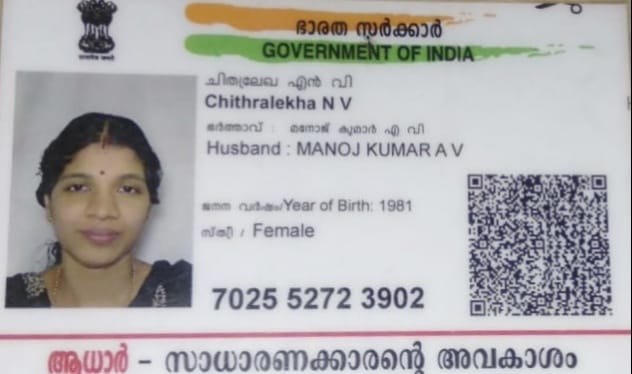 ഭാരത സർക്കാർ
GOVERNMENT OF INDIA
ചിത്രലേഖ എൻ വി
Chithralekha N V
ഭർത്താവ് : മനോജ് കുമാർ എ വി
Husband : MANOJ KUMAR A V
ജനന വർഷം/Year of Birth: 1981
സ്ത്രീ / Female
7025 5272 3902
ആധാർ - സാധാരണക്കാരന്റെ അവകാശം